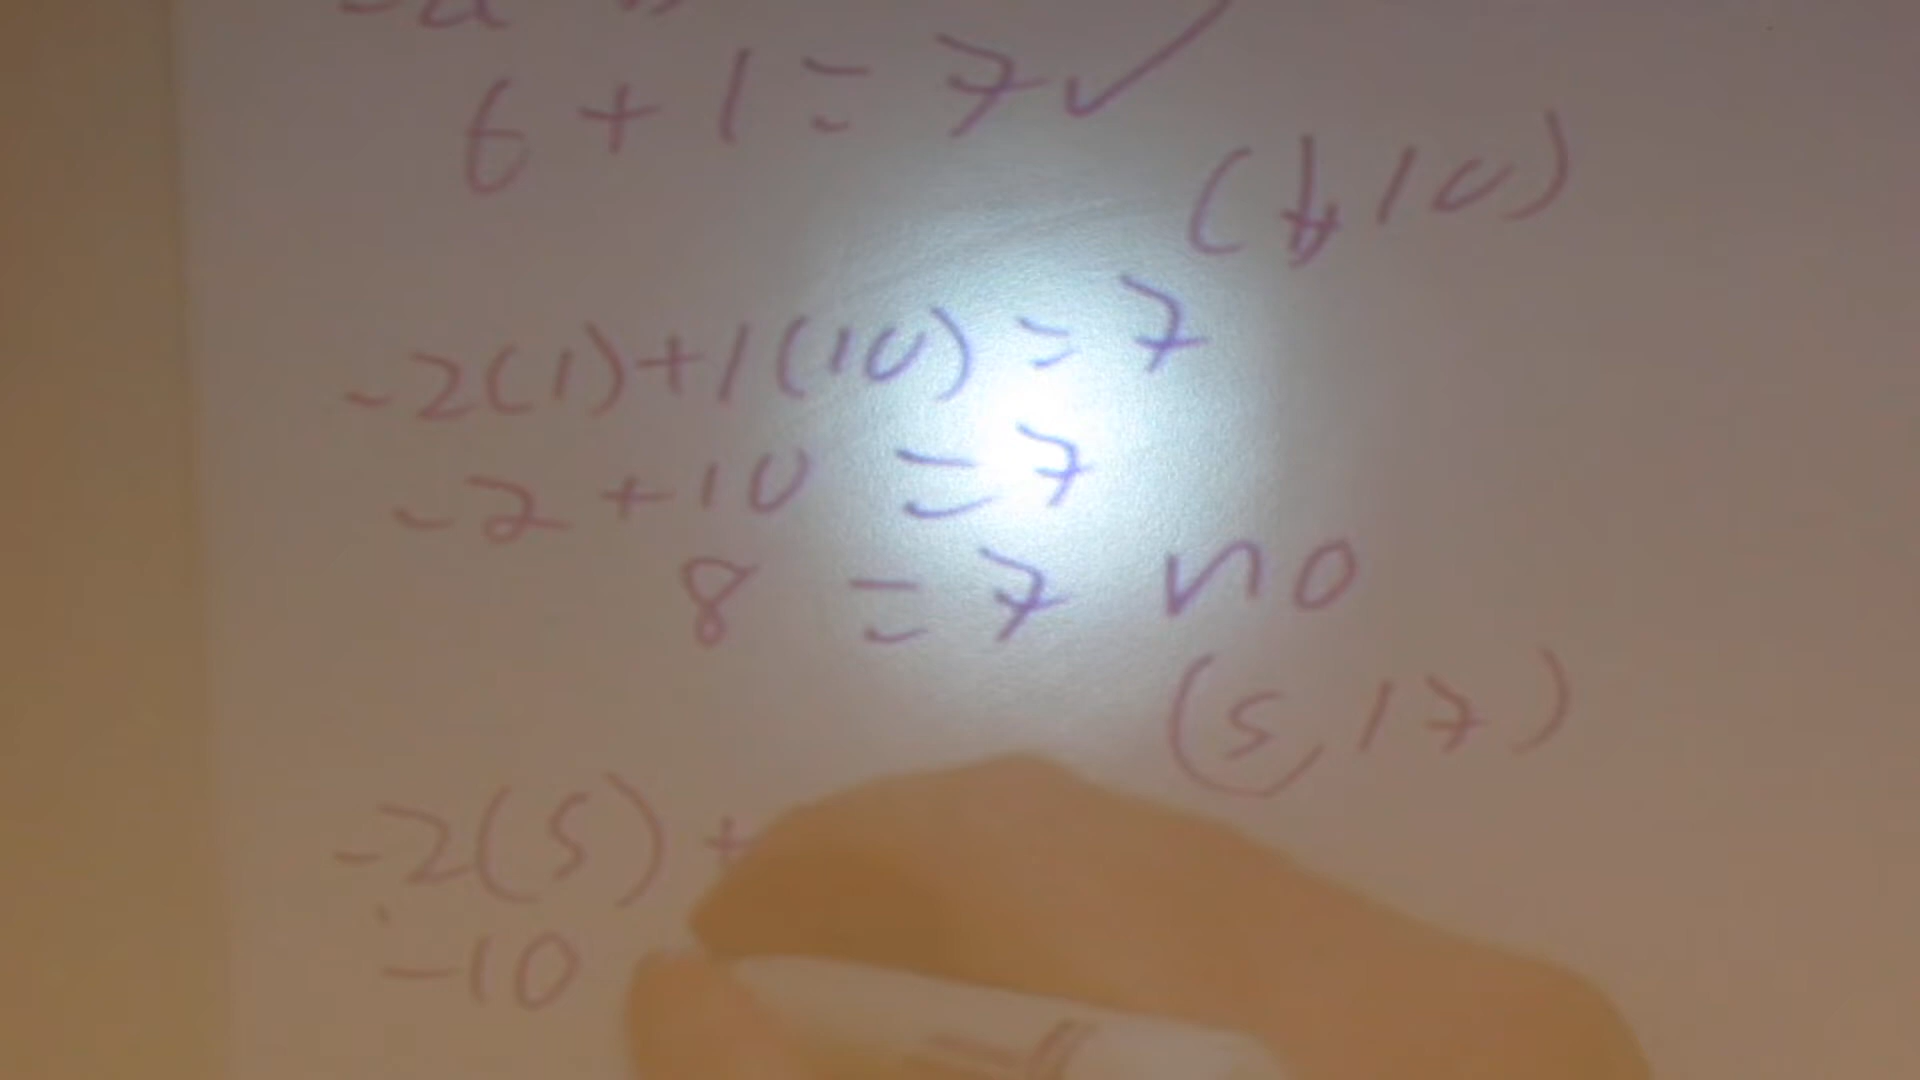 6 + 1 = 7 ✓
(1, 10)
-2(1)+1(10) = 7
-2 + 10 = 7
8 = 7 no
(5, 17)
-2(5) +
-10